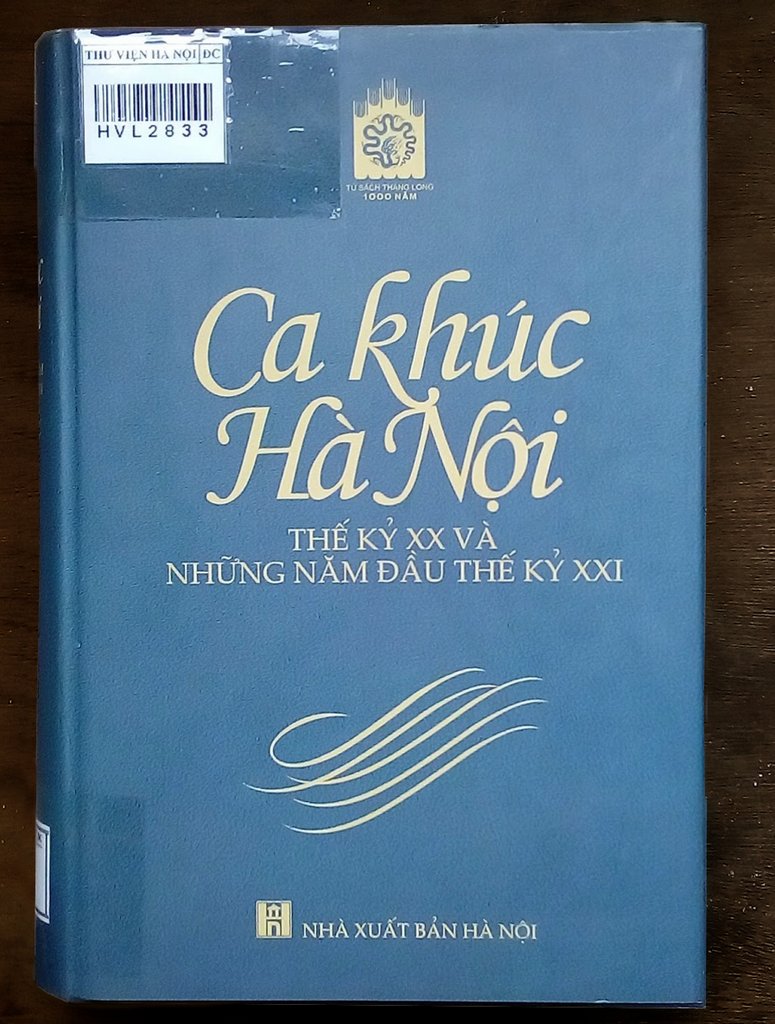 THƯ VIỆN HÀ NỘI ĐC
HVL2833
TỦ SÁCH THĂNG LONG
1000 NĂM
Ca khúc
Hà Nội
THẾ KỶ XX VÀ
NHỮNG NĂM ĐẦU THẾ KỶ XXI
NHÀ XUẤT BẢN HÀ NỘI